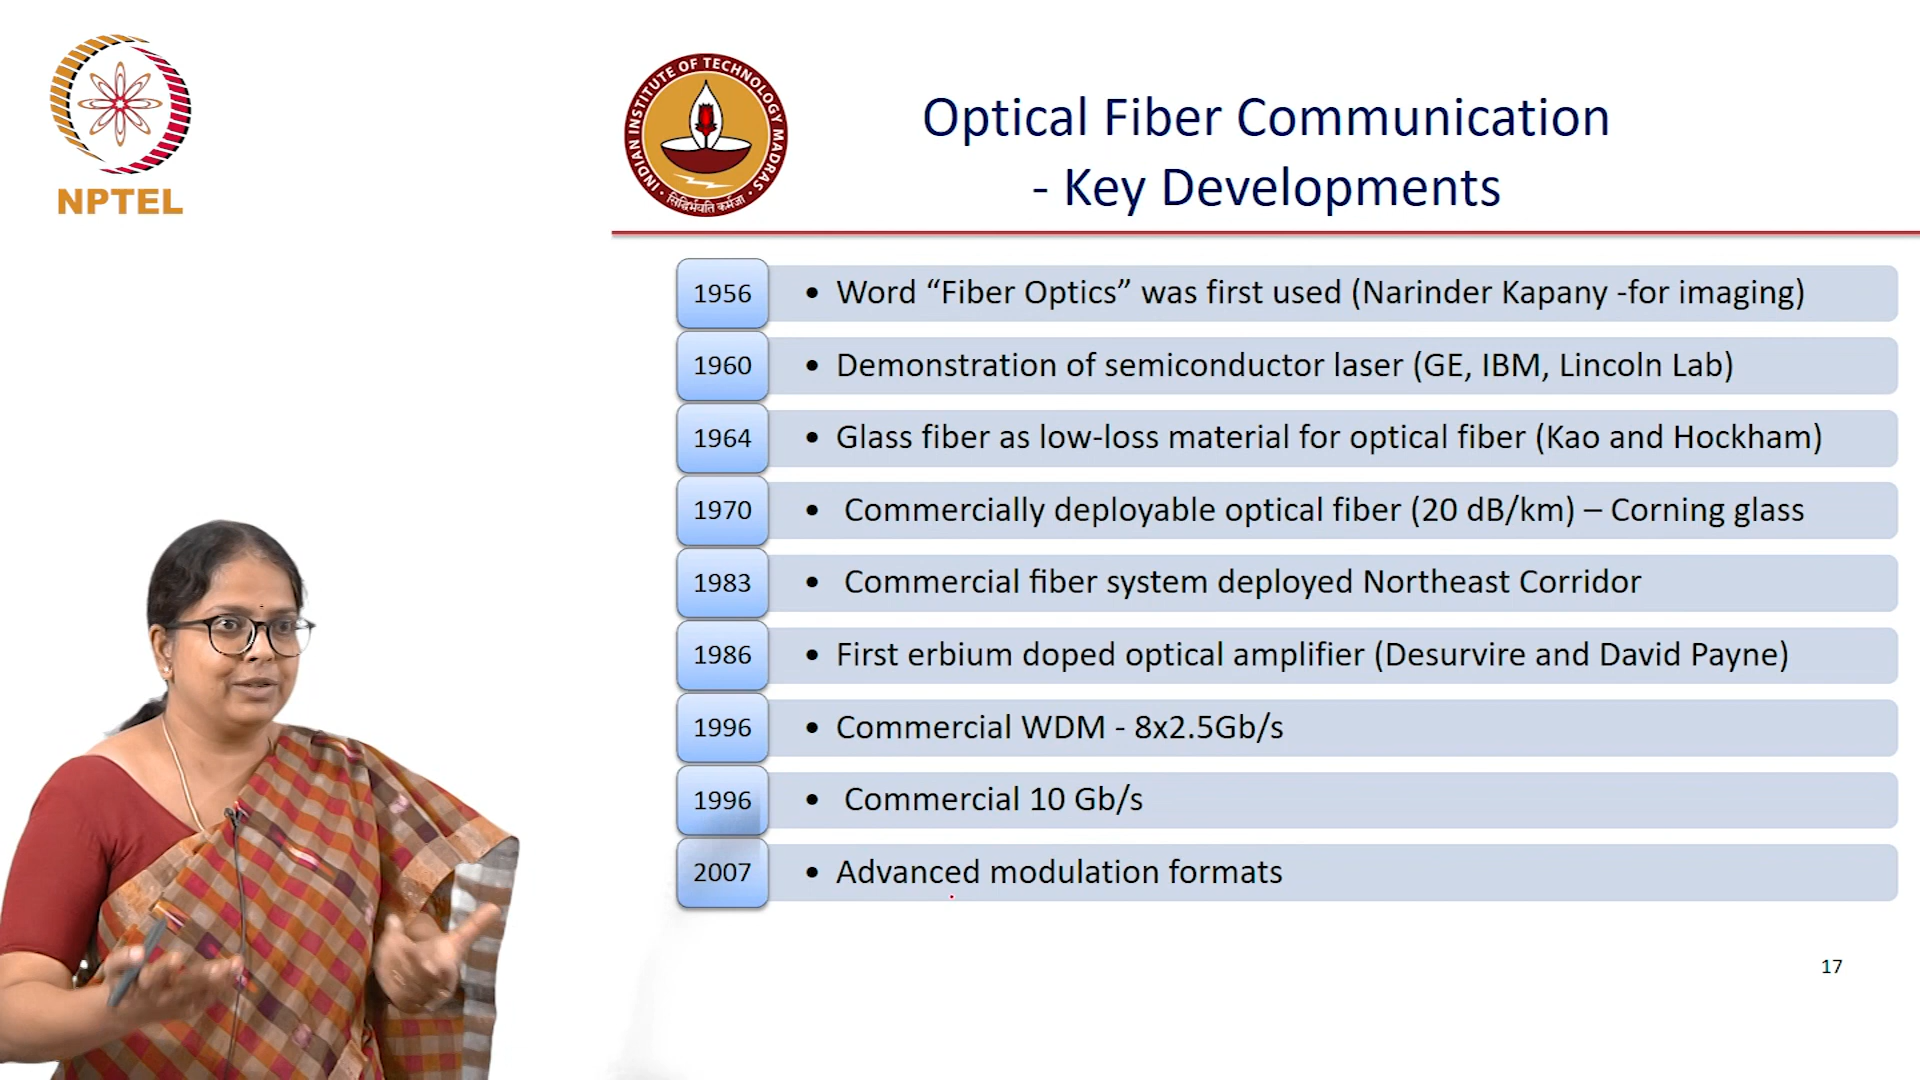 NPTEL
INDIAN INSTITUTE OF TECHNOLOGY MADRAS
सिद्धिर्भवति कर्मजा
Optical Fiber Communication
- Key Developments
1956 • Word “Fiber Optics” was first used (Narinder Kapany -for imaging)
1960 • Demonstration of semiconductor laser (GE, IBM, Lincoln Lab)
1964 • Glass fiber as low-loss material for optical fiber (Kao and Hockham)
1970 • Commercially deployable optical fiber (20 dB/km) – Corning glass
1983 • Commercial fiber system deployed Northeast Corridor
1986 • First erbium doped optical amplifier (Desurvire and David Payne)
1996 • Commercial WDM - 8x2.5Gb/s
1996 • Commercial 10 Gb/s
2007 • Advanced modulation formats
17